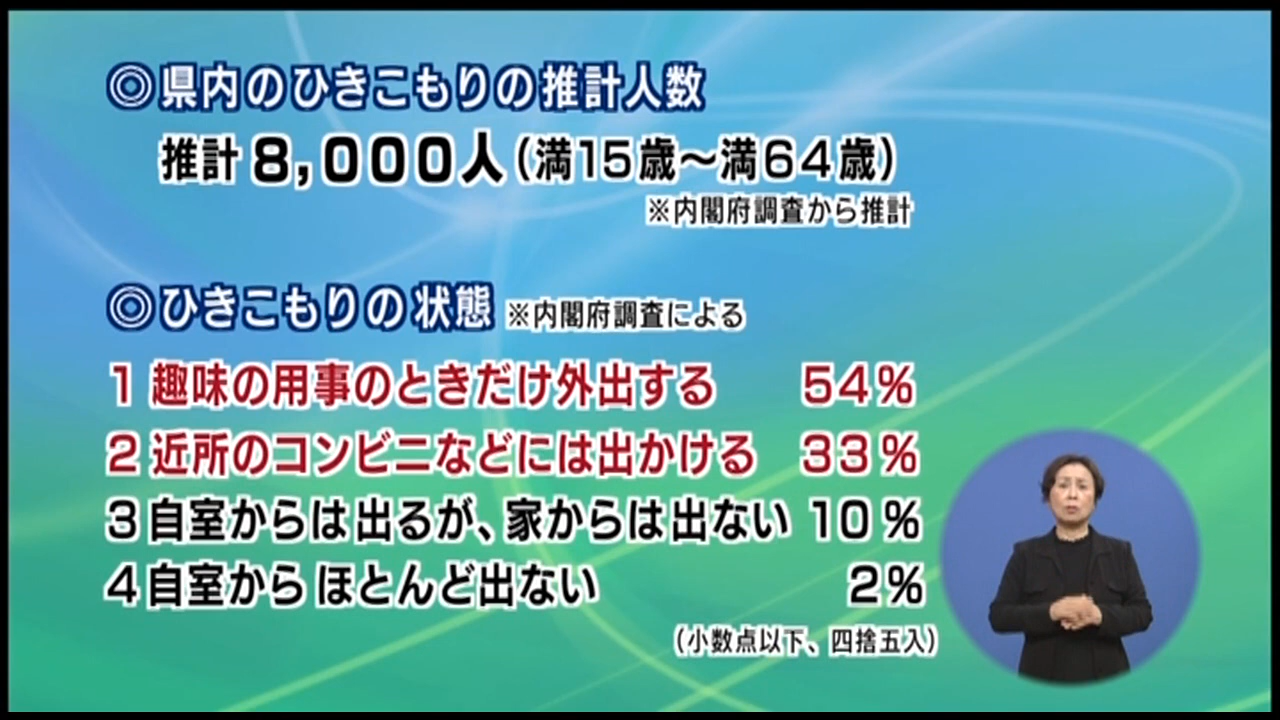 ◎県内のひきこもりの推計人数
推計８,０００人（満15歳～満６４歳）
※内閣府調査から推計
◎ひきこもりの状態 ※内閣府調査による
１ 趣味の用事のときだけ外出する ５４％
２ 近所のコンビニなどには出かける ３３％
３ 自室からは出るが、家からは出ない １０％
４ 自室からほとんど出ない ２％
（小数点以下、四捨五入）